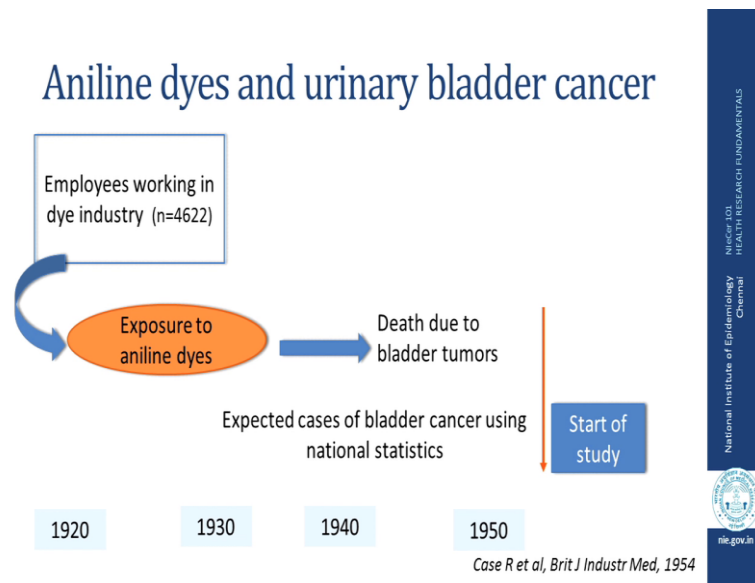 Aniline dyes and urinary bladder cancer
Employees working in
dye industry (n=4622)
Exposure to
aniline dyes
Death due to
bladder tumors
Expected cases of bladder cancer using
national statistics
Start of
study
1920
1930
1940
1950
Case R et al, Brit J Industr Med, 1954
NIeCer 101
HEALTH RESEARCH FUNDAMENTALS
National Institute of Epidemiology
Chennai
nie.gov.in